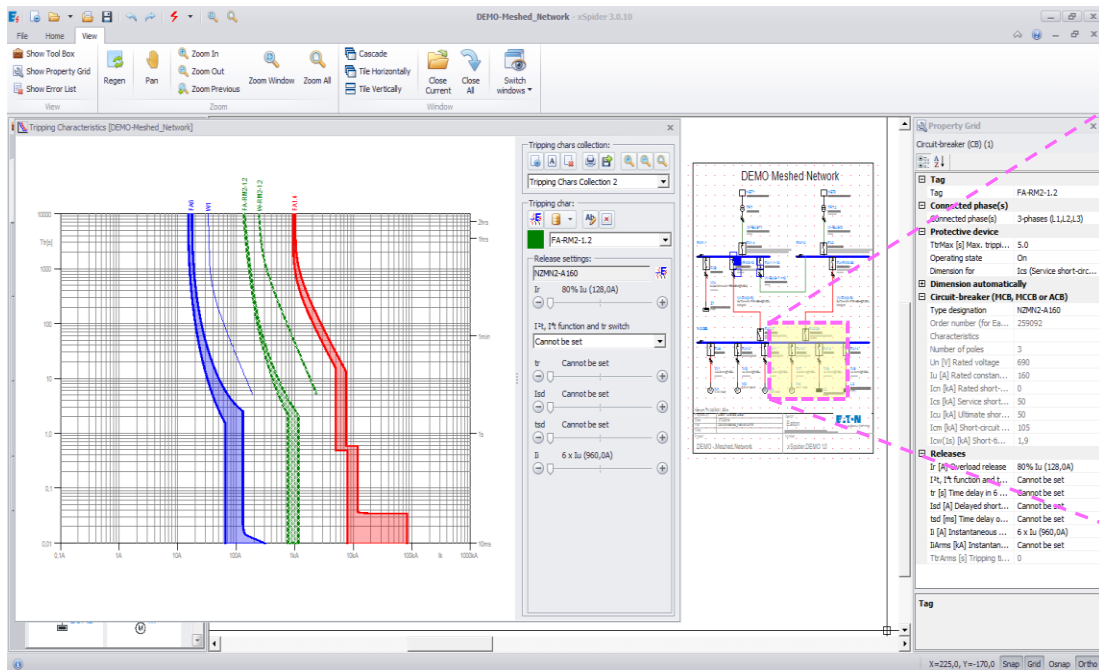 DEMO-Meshed_Network - xSpider 3.0.10
File Home View
Show Tool Box
Show Property Grid
Show Error List
Regen
Pan
Zoom In
Zoom Out
Zoom Previous
Zoom Window
Zoom All
Cascade
Tile Horizontally
Tile Vertically
Close Current
Close All
Switch windows
View
Zoom
Window
Tripping Characteristics [DEMO-Meshed_Network]
FA-RM2-1.2
10000
Ttr[s]
1000
100
10
1,0
0,1
0,01
0,1A 1A 10A 100A 1kA 10kA 100kA Ik 1000kA
2hrs
1hrs
5min
1s
10ms
Tripping chars collection:
Tripping Chars Collection 2
Tripping char.:
FA-RM2-1.2
Release settings:
NZMN2-A160
Ir 80% Iu (128,0A)
I²t, I⁴t function and tr switch
Cannot be set
tr Cannot be set
Isd Cannot be set
tsd Cannot be set
Ii 6 x Iu (960,0A)
DEMO Meshed Network
EATON
Eaton
DEMO-Meshed_Network
Property Grid
Circuit-breaker (CB) (1)
Tag
Tag FA-RM2-1.2
Connected phase(s)
Connected phase(s) 3-phases (L1,L2,L3)
Protective device
TtrMax [s] Max. trippi... 5.0
Operating state On
Dimension for Ics (Service short-circ...
Dimension automatically
Circuit-breaker (MCB, MCCB or ACB)
Type designation NZMN2-A160
Order number (for Ea... 259092
Characteristics
Number of poles 3
Un [V] Rated voltage 690
Iu [A] Rated constan... 160
Icn [kA] Rated short-... 0
Ics [kA] Service short... 50
Icu [kA] Ultimate shor... 50
Icm [kA] Short-circuit ... 105
Icw(1s) [kA] Short-ti... 1,9
Releases
Ir [A] Overload release 80% Iu (128,0A)
I²t, I⁴t function and t... Cannot be set
tr [s] Time delay in 6 ... Cannot be set
Isd [A] Delayed short... Cannot be set
tsd [ms] Time delay o... Cannot be set
Ii [A] Instantaneous ... 6 x Iu (960,0A)
IiArms [kA] Instantan... Cannot be set
TtrArms [s] Tripping ti... 0
Tag
X=225,0, Y=-170,0 Snap Grid Osnap Ortho